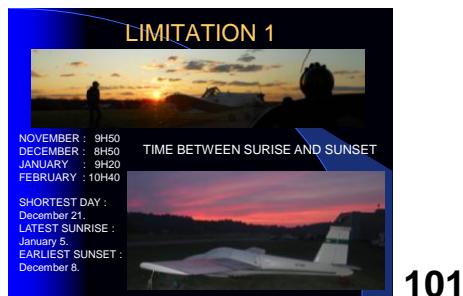 LIMITATION 1
NOVEMBER : 9H50
DECEMBER : 8H50
JANUARY : 9H20
FEBRUARY : 10H40
TIME BETWEEN SURISE AND SUNSET
SHORTEST DAY :
December 21.
LATEST SUNRISE :
January 5.
EARLIEST SUNSET :
December 8.
101